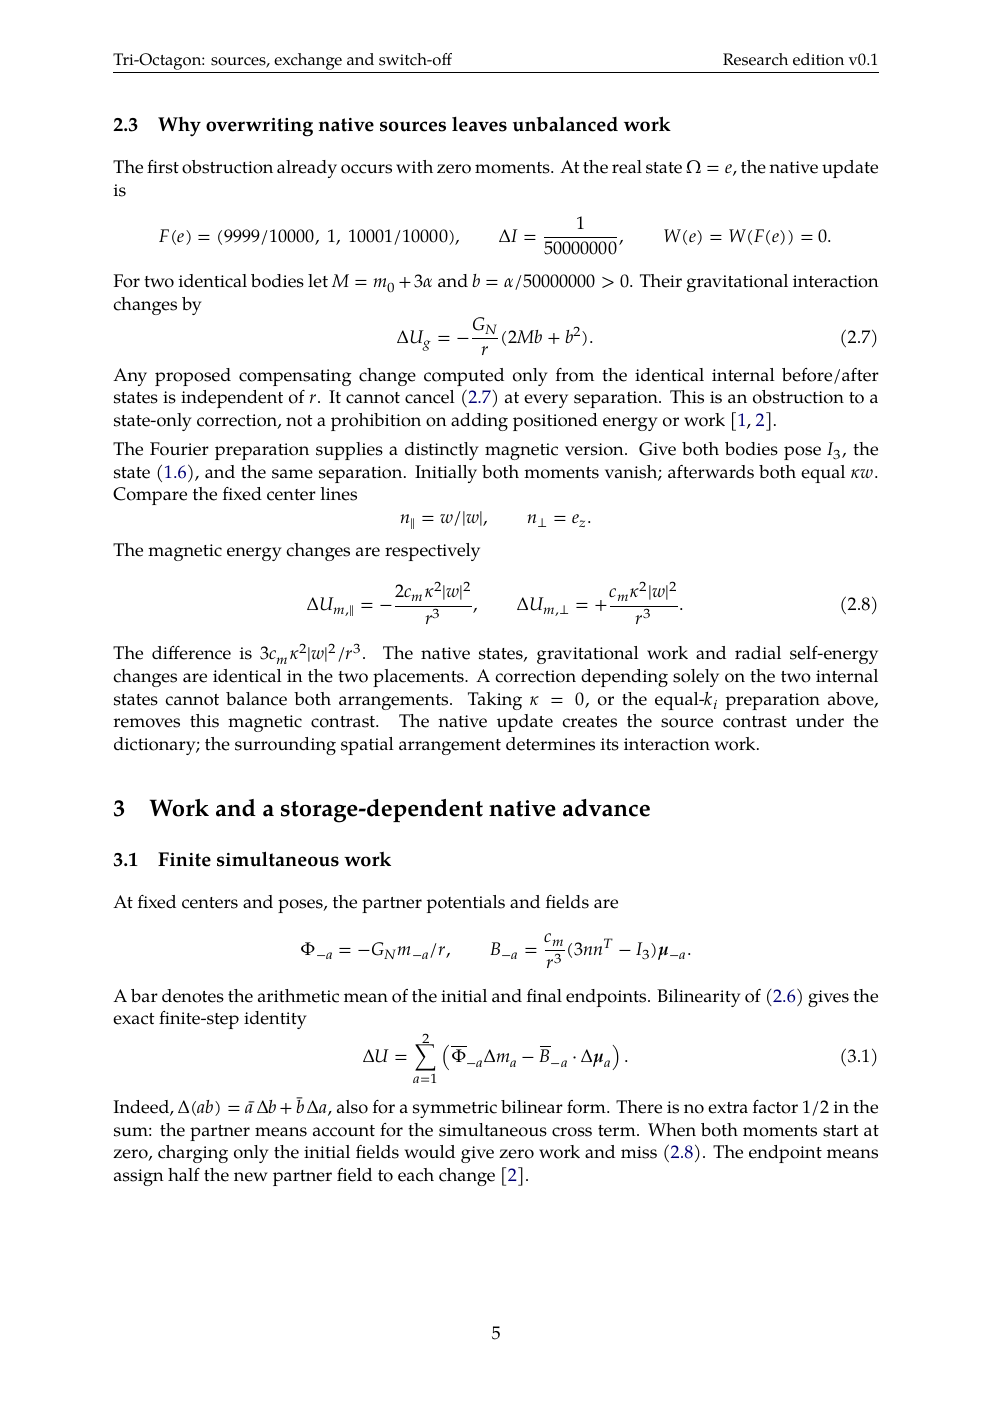 Tri-Octagon: sources, exchange and switch-off Research edition v0.1
2.3 Why overwriting native sources leaves unbalanced work
The first obstruction already occurs with zero moments. At the real state Ω = e, the native update
is
F(e) = (9999/10000, 1, 10001/10000), ΔI = 1/50000000, W(e) = W(F(e)) = 0.
For two identical bodies let M = m₀ + 3α and b = α/50000000 > 0. Their gravitational interaction
changes by
ΔU_g = −(G_N/r)(2Mb + b²). (2.7)
Any proposed compensating change computed only from the identical internal before/after
states is independent of r. It cannot cancel (2.7) at every separation. This is an obstruction to a
state-only correction, not a prohibition on adding positioned energy or work [1, 2].
The Fourier preparation supplies a distinctly magnetic version. Give both bodies pose I₃, the
state (1.6), and the same separation. Initially both moments vanish; afterwards both equal κw.
Compare the fixed center lines
n_∥ = w/|w|, n_⊥ = e_z.
The magnetic energy changes are respectively
ΔU_{m,∥} = −2c_m κ²|w|²/r³, ΔU_{m,⊥} = +c_m κ²|w|²/r³. (2.8)
The difference is 3c_m κ²|w|²/r³. The native states, gravitational work and radial self-energy
changes are identical in the two placements. A correction depending solely on the two internal
states cannot balance both arrangements. Taking κ = 0, or the equal-k_i preparation above,
removes this magnetic contrast. The native update creates the source contrast under the
dictionary; the surrounding spatial arrangement determines its interaction work.
3 Work and a storage-dependent native advance
3.1 Finite simultaneous work
At fixed centers and poses, the partner potentials and fields are
Φ_{−a} = −G_N m_{−a}/r, B_{−a} = (c_m/r³)(3nn^T − I₃)μ_{−a}.
A bar denotes the arithmetic mean of the initial and final endpoints. Bilinearity of (2.6) gives the
exact finite-step identity
ΔU = ∑_{a=1}^{2} (Φ̅_{−a}Δm_a − B̅_{−a} · Δμ_a). (3.1)
Indeed, Δ(ab) = ā Δb + b̄ Δa, also for a symmetric bilinear form. There is no extra factor 1/2 in the
sum: the partner means account for the simultaneous cross term. When both moments start at
zero, charging only the initial fields would give zero work and miss (2.8). The endpoint means
assign half the new partner field to each change [2].
5